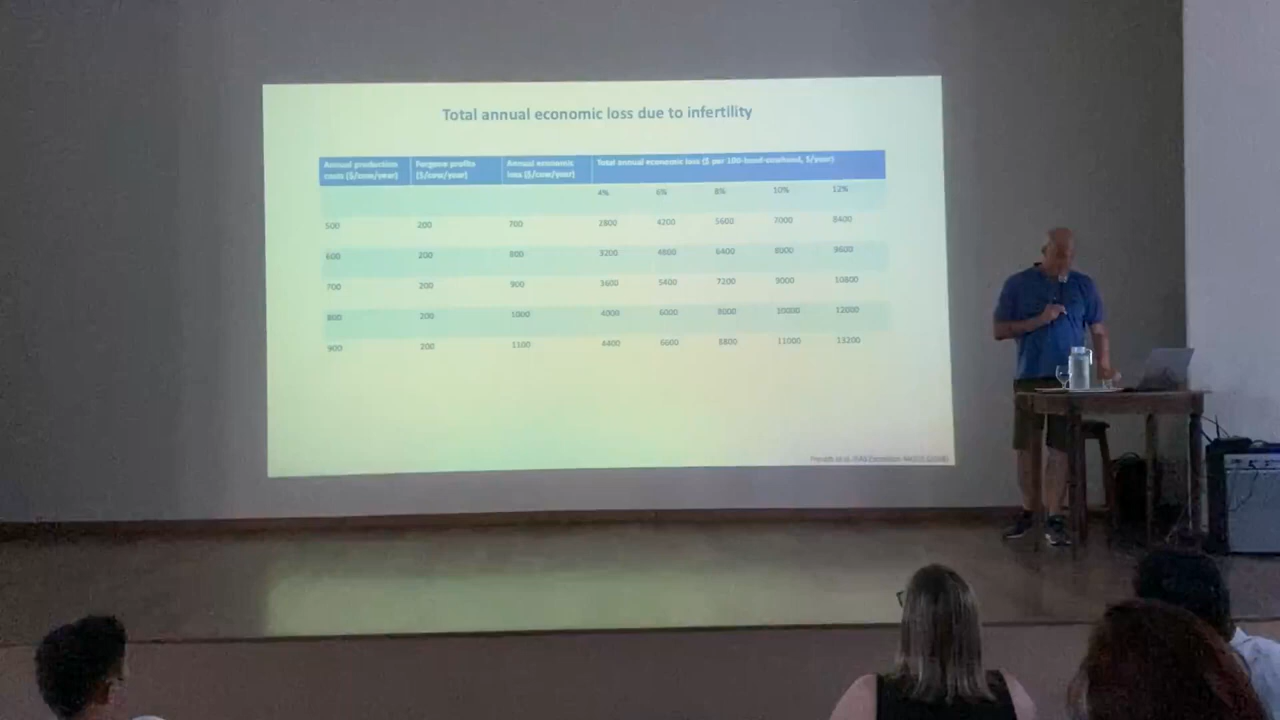 Total annual economic loss due to infertility
Annual production costs ($/cow/year) Forgone profits ($/cow/year) Annual economic loss ($/cow/year) Total annual economic loss ($ per 100-head-cowherd, $/year)
4% 6% 8% 10% 12%
500 200 700 2800 4200 5600 7000 8400
600 200 800 3200 4800 6400 8000 9600
700 200 900 3600 5400 7200 9000 10800
800 200 1000 4000 6000 8000 10000 12000
900 200 1100 4400 6600 8800 11000 13200